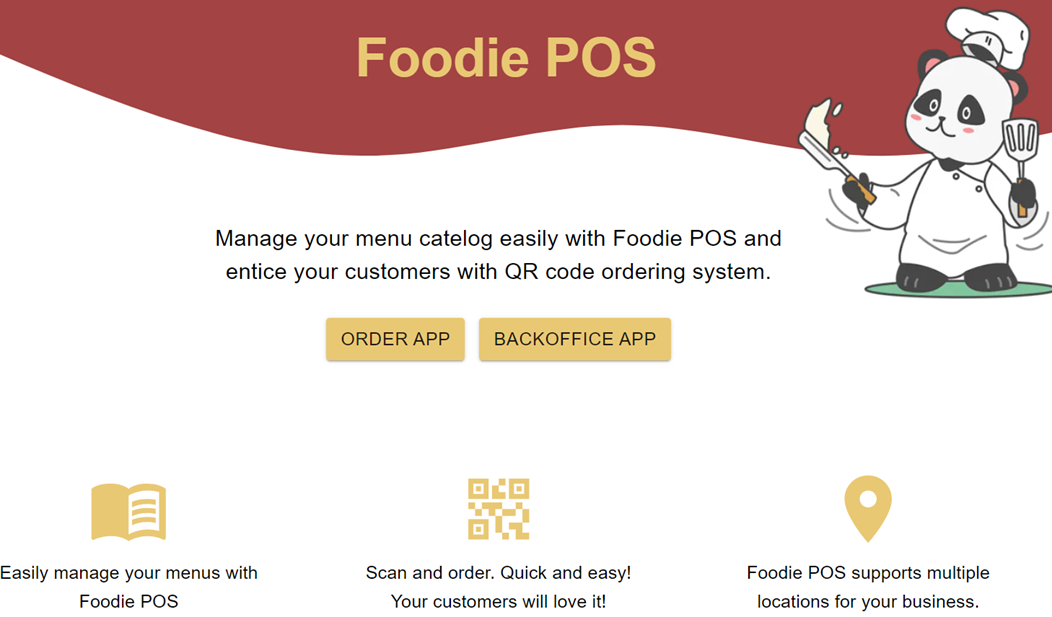 Foodie POS
Manage your menu catelog easily with Foodie POS and
entice your customers with QR code ordering system.
ORDER APP
BACKOFFICE APP
Easily manage your menus with
Foodie POS
Scan and order. Quick and easy!
Your customers will love it!
Foodie POS supports multiple
locations for your business.